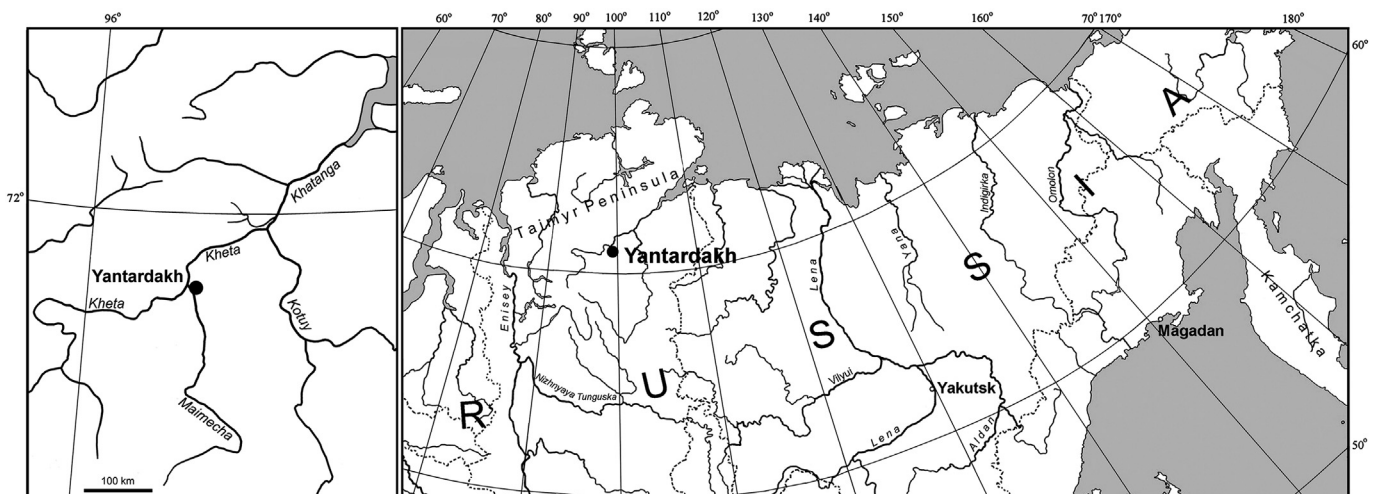 96°
72°
Khatanga
Kheta
Yantardakh
Kheta
Kotuy
Maimecha
100 km
60° 70° 80° 90° 100° 110° 120° 130° 140° 150° 160° 70° 170° 180°
60°
50°
Taimyr Peninsula
Yantardakh
Enisey
Nizhnyaya Tunguska
Lena
Yana
Indigirka
Omolon
Vilyui
Lena
Aldan
Yakutsk
Magadan
Kamchatka
R U S S I A